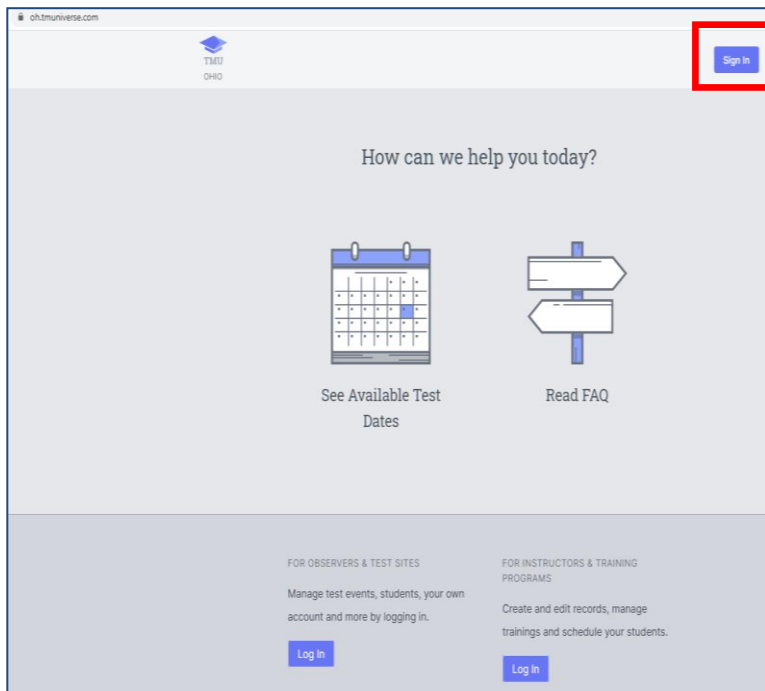 oh.tmuniverse.com
TMU
OHIO
Sign In
How can we help you today?
See Available Test
Dates
Read FAQ
FOR OBSERVERS & TEST SITES
Manage test events, students, your own
account and more by logging in.
Log In
FOR INSTRUCTORS & TRAINING
PROGRAMS
Create and edit records, manage
trainings and schedule your students.
Log In